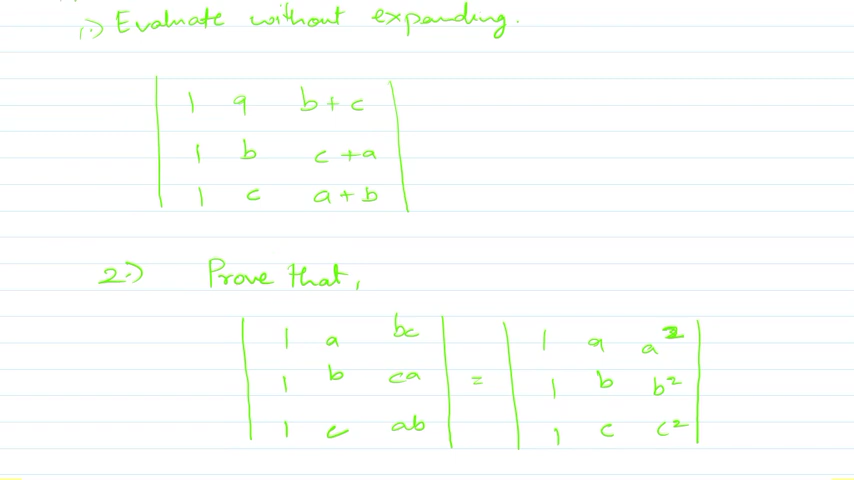 1.) Evaluate without expanding.
| 1 a b+c |
| 1 b c+a |
| 1 c a+b |
2.) Prove that,
| 1 a bc | = | 1 a a² |
| 1 b ca | | 1 b b² |
| 1 c ab | | 1 c c² |